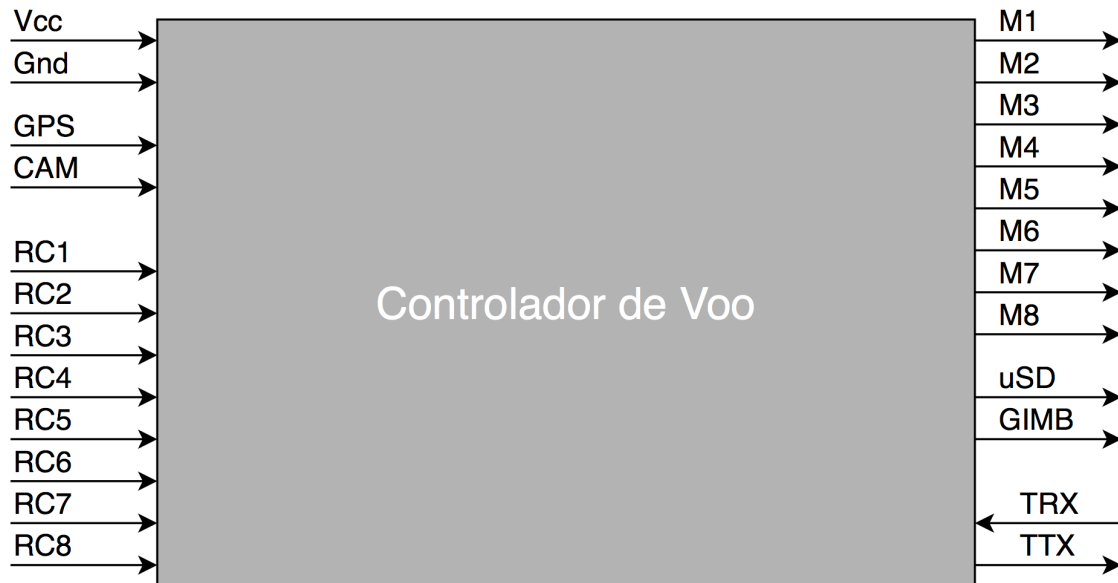 Vcc
Gnd
GPS
CAM
RC1
RC2
RC3
RC4
RC5
RC6
RC7
RC8
Controlador de Voo
M1
M2
M3
M4
M5
M6
M7
M8
uSD
GIMB
TRX
TTX